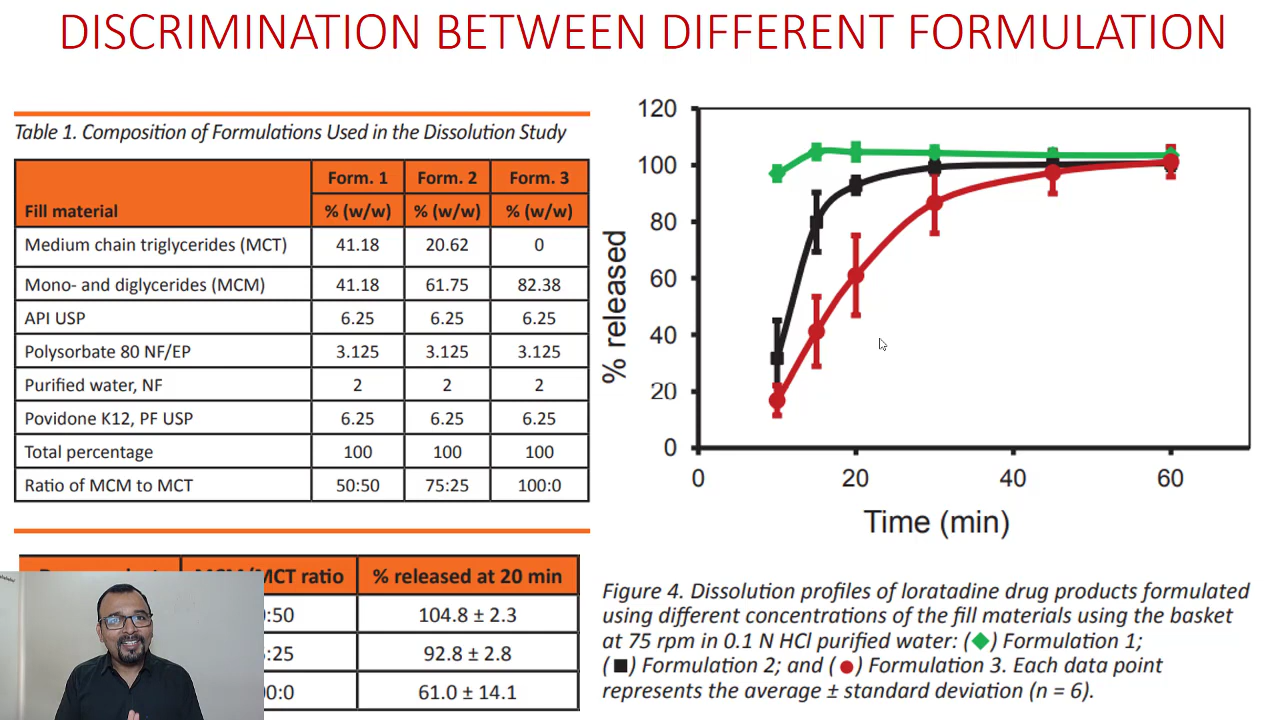 DISCRIMINATION BETWEEN DIFFERENT FORMULATION
Table 1. Composition of Formulations Used in the Dissolution Study
Fill material Form. 1 Form. 2 Form. 3
% (w/w) % (w/w) % (w/w)
Medium chain triglycerides (MCT) 41.18 20.62 0
Mono- and diglycerides (MCM) 41.18 61.75 82.38
API USP 6.25 6.25 6.25
Polysorbate 80 NF/EP 3.125 3.125 3.125
Purified water, NF 2 2 2
Povidone K12, PF USP 6.25 6.25 6.25
Total percentage 100 100 100
Ratio of MCM to MCT 50:50 75:25 100:0
/MCT ratio % released at 20 min
:50 104.8 ± 2.3
:25 92.8 ± 2.8
0:0 61.0 ± 14.1
120
100
80
60
40
20
0
% released
0 20 40 60
Time (min)
Figure 4. Dissolution profiles of loratadine drug products formulated
using different concentrations of the fill materials using the basket
at 75 rpm in 0.1 N HCl purified water: (◆) Formulation 1;
(■) Formulation 2; and (●) Formulation 3. Each data point
represents the average ± standard deviation (n = 6).